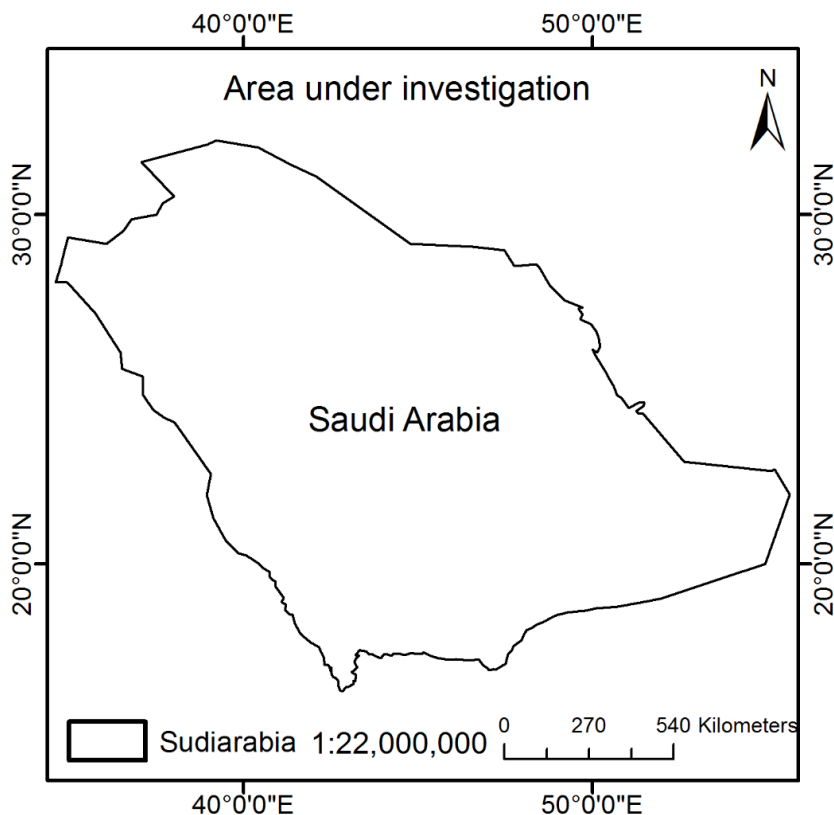 40°0'0"E 50°0'0"E
Area under investigation
N
30°0'0"N 30°0'0"N
Saudi Arabia
20°0'0"N 20°0'0"N
Sudiarabia 1:22,000,000 0 270 540 Kilometers
40°0'0"E 50°0'0"E